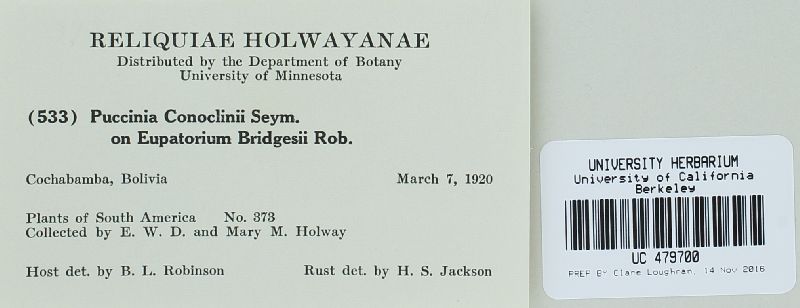 RELIQUIAE HOLWAYANAE
Distributed by the Department of Botany
University of Minnesota
(533) Puccinia Conoclinii Seym.
on Eupatorium Bridgesii Rob.
Cochabamba, Bolivia March 7, 1920
Plants of South America No. 373
Collected by E. W. D. and Mary M. Holway
Host det. by B. L. Robinson Rust det. by H. S. Jackson
UNIVERSITY HERBARIUM
University of California
Berkeley
UC 479700
PREP BY Clare Loughran, 14 Nov 2016